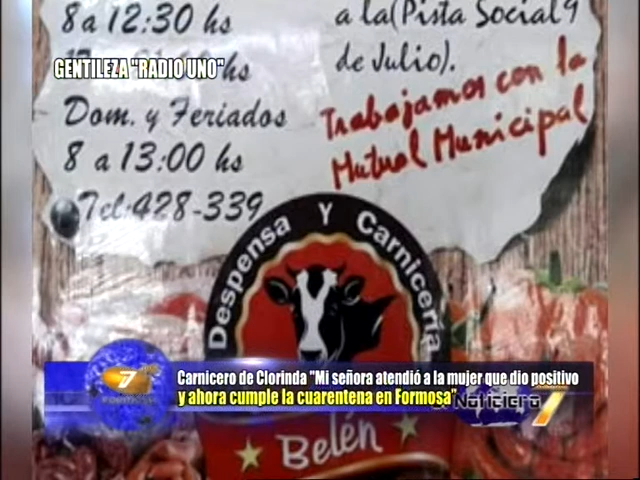 8 a 12:30 hs
GENTILEZA "RADIO UNO"
hs
Dom. y Feriados
8 a 13:00 hs
Tel:428-339
a la(Pista Social 9
de Julio).
Trabajamos con la
Mutual Municipal
Despensa Y Carnicería
Carnicero de Clorinda "Mi señora atendió a la mujer que dio positivo
y ahora cumple la cuarentena en Formosa"
7
Noticiero 7
Belén